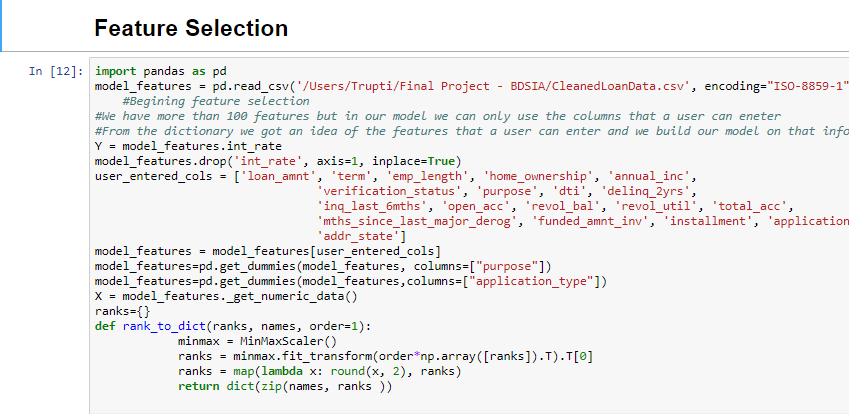 Feature Selection
In [12]: import pandas as pd
model_features = pd.read_csv('/Users/Trupti/Final Project - BDSIA/CleanedLoanData.csv', encoding="ISO-8859-1"
#Begining feature selection
#We have more than 100 features but in our model we can only use the columns that a user can eneter
#From the dictionary we got an idea of the features that a user can enter and we build our model on that info
Y = model_features.int_rate
model_features.drop('int_rate', axis=1, inplace=True)
user_entered_cols = ['loan_amnt', 'term', 'emp_length', 'home_ownership', 'annual_inc',
'verification_status', 'purpose', 'dti', 'delinq_2yrs',
'inq_last_6mths', 'open_acc', 'revol_bal', 'revol_util', 'total_acc',
'mths_since_last_major_derog', 'funded_amnt_inv', 'installment', 'application
'addr_state']
model_features = model_features[user_entered_cols]
model_features=pd.get_dummies(model_features, columns=["purpose"])
model_features=pd.get_dummies(model_features,columns=["application_type"])
X = model_features._get_numeric_data()
ranks={}
def rank_to_dict(ranks, names, order=1):
minmax = MinMaxScaler()
ranks = minmax.fit_transform(order*np.array([ranks]).T).T[0]
ranks = map(lambda x: round(x, 2), ranks)
return dict(zip(names, ranks ))